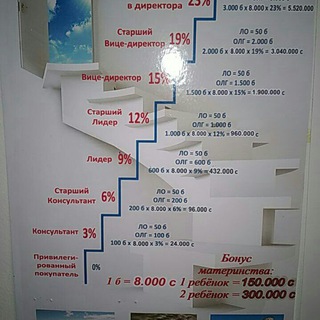 в директора 23%
3.000 б х 8.000 х 23% = 5.520.000
Старший
Вице-директор 19%
ЛО = 50 б
ОЛГ = 2.000 б
2.000 б х 8.000 х 19% = 3.040.000 с
Вице-директор 15%
ЛО = 50 б
ОЛГ = 1.500 б
1.500 б х 8.000 х 15% = 1.900.000 с
Старший
Лидер 12%
ЛО = 50 б
ОЛГ = 1.000 б
1.000 б х 8.000 х 12% = 960.000 с
Лидер 9%
ЛО = 50 б
ОЛГ = 600 б
600 б х 8.000 х 9% = 432.000 с
Старший
Консультант 6%
ЛО = 50 б
ОЛГ = 200 б
200 б х 8.000 х 6% = 96.000 с
Консультант 3%
ЛО = 50 б
ОЛГ = 100 б
100 б х 8.000 х 3% = 24.000 с
Привилеги-
рованный
покупатель
0%
Бонус
материнства:
1 б = 8.000 с
1 ребёнок = 150.000 с
2 ребёнок = 300.000 с